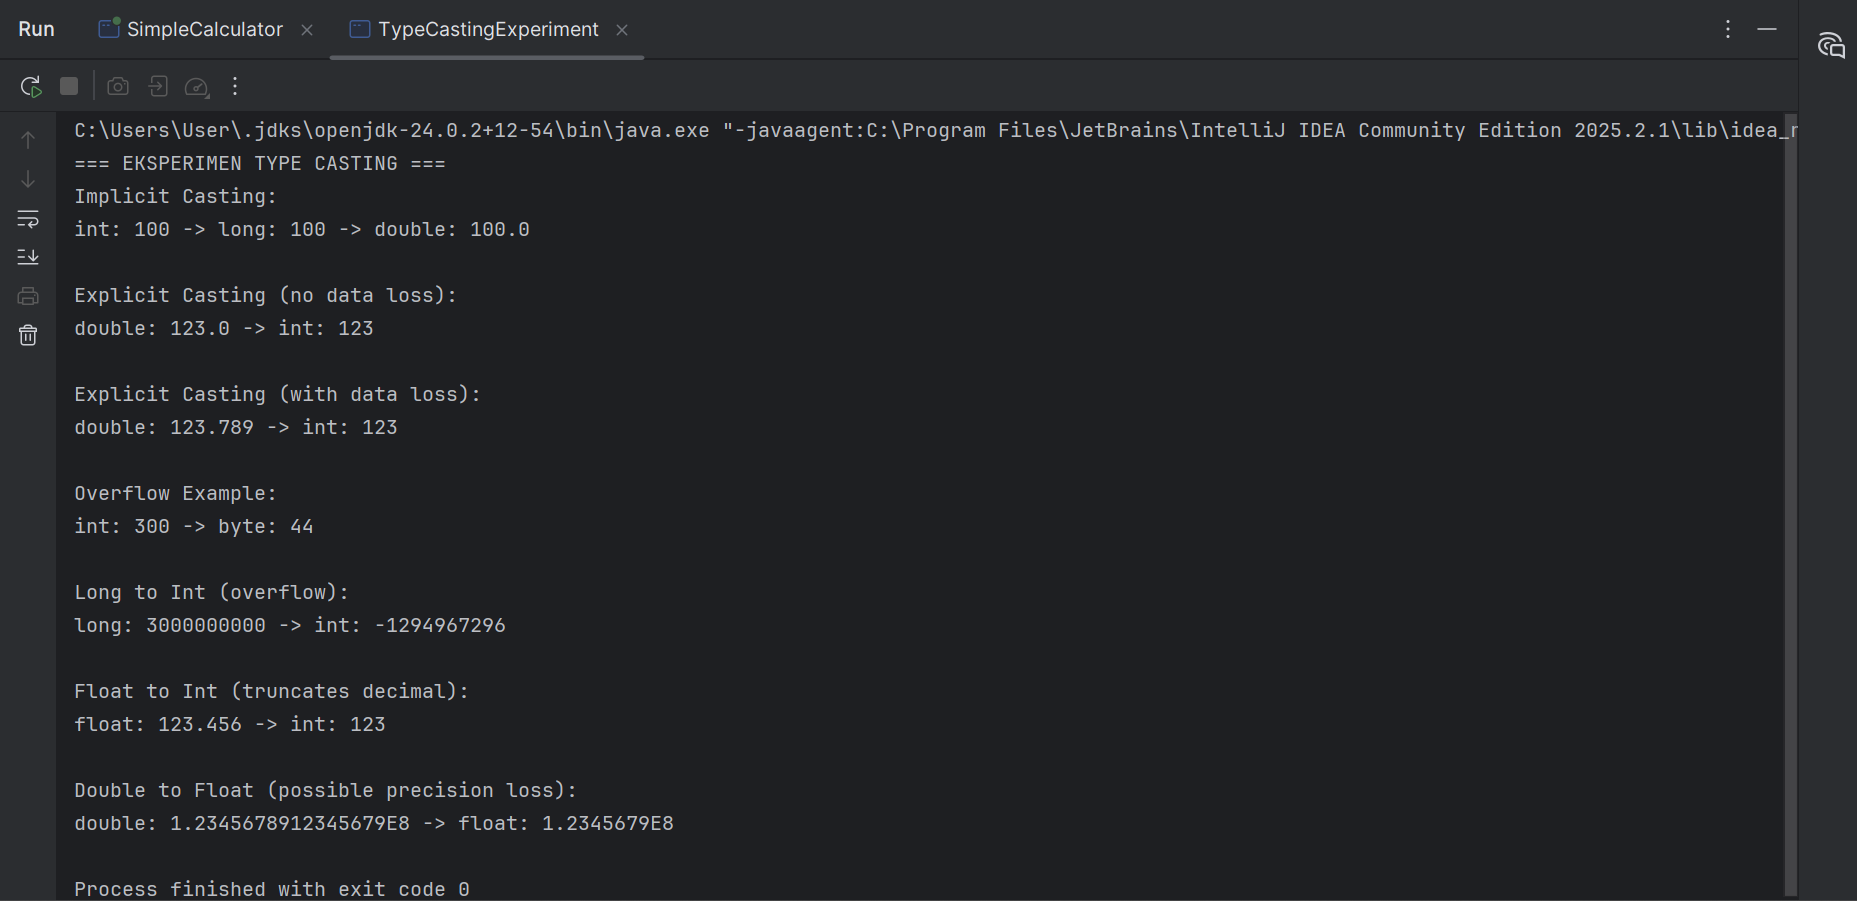 Run SimpleCalculator TypeCastingExperiment
C:\Users\User\.jdks\openjdk-24.0.2+12-54\bin\java.exe "-javaagent:C:\Program Files\JetBrains\IntelliJ IDEA Community Edition 2025.2.1\lib\idea_r
=== EKSPERIMEN TYPE CASTING ===
Implicit Casting:
int: 100 -> long: 100 -> double: 100.0
Explicit Casting (no data loss):
double: 123.0 -> int: 123
Explicit Casting (with data loss):
double: 123.789 -> int: 123
Overflow Example:
int: 300 -> byte: 44
Long to Int (overflow):
long: 3000000000 -> int: -1294967296
Float to Int (truncates decimal):
float: 123.456 -> int: 123
Double to Float (possible precision loss):
double: 1.2345678912345679E8 -> float: 1.2345679E8
Process finished with exit code 0